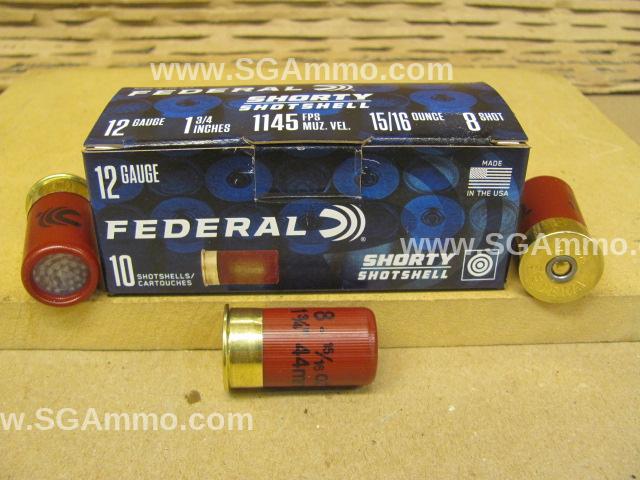 www.SGAmmo.com
FEDERAL SHORTY SHOTSHELL
12 GAUGE 1 3/4 INCHES 1145 FPS MUZ. VEL. 15/16 OUNCE 8 SHOT
12 GAUGE
MADE IN THE USA
FEDERAL®
www.SGAmmo.
10 SHOTSHELLS/ CARTOUCHES
SHORTY SHOTSHELL
8 - 15/16 O
1 3/4" 44m
w.SGAmmo.com
www.SGAmmo.com